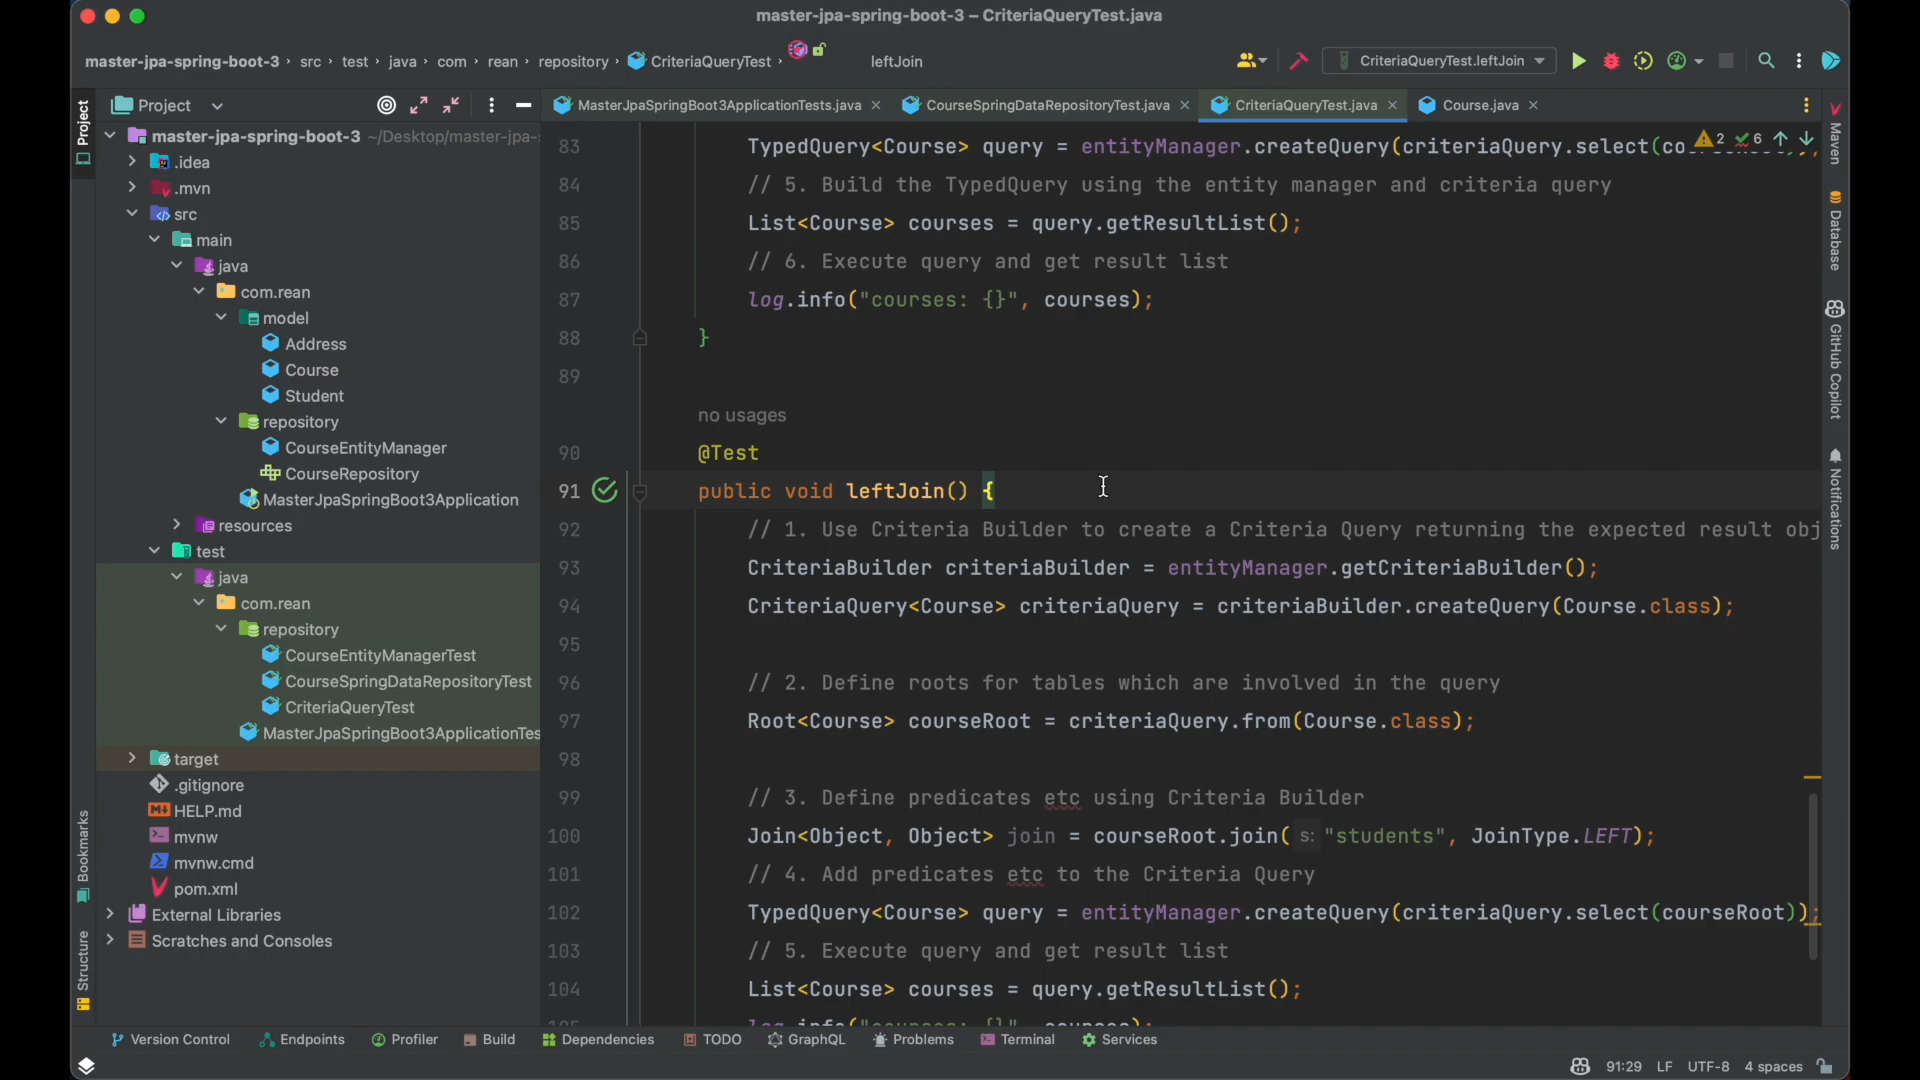 master-jpa-spring-boot-3 – CriteriaQueryTest.java
master-jpa-spring-boot-3 › src › test › java › com › rean › repository › CriteriaQueryTest › leftJoin
CriteriaQueryTest.leftJoin
Project
MasterJpaSpringBoot3ApplicationTests.java
CourseSpringDataRepositoryTest.java
CriteriaQueryTest.java
Course.java
Project
Bookmarks
Structure
master-jpa-spring-boot-3 ~/Desktop/master-jpa-
.idea
.mvn
src
main
java
com.rean
model
Address
Course
Student
repository
CourseEntityManager
CourseRepository
MasterJpaSpringBoot3Application
resources
test
java
com.rean
repository
CourseEntityManagerTest
CourseSpringDataRepositoryTest
CriteriaQueryTest
MasterJpaSpringBoot3ApplicationTes
target
.gitignore
HELP.md
mvnw
mvnw.cmd
pom.xml
External Libraries
Scratches and Consoles
2 6
83 TypedQuery<Course> query = entityManager.createQuery(criteriaQuery.select(
84 // 5. Build the TypedQuery using the entity manager and criteria query
85 List<Course> courses = query.getResultList();
86 // 6. Execute query and get result list
87 log.info("courses: {}", courses);
88 }
89
no usages
90 @Test
91 public void leftJoin() {
92 // 1. Use Criteria Builder to create a Criteria Query returning the expected result obj
93 CriteriaBuilder criteriaBuilder = entityManager.getCriteriaBuilder();
94 CriteriaQuery<Course> criteriaQuery = criteriaBuilder.createQuery(Course.class);
95
96 // 2. Define roots for tables which are involved in the query
97 Root<Course> courseRoot = criteriaQuery.from(Course.class);
98
99 // 3. Define predicates etc using Criteria Builder
100 Join<Object, Object> join = courseRoot.join( s: "students", JoinType.LEFT);
101 // 4. Add predicates etc to the Criteria Query
102 TypedQuery<Course> query = entityManager.createQuery(criteriaQuery.select(courseRoot));
103 // 5. Execute query and get result list
104 List<Course> courses = query.getResultList();
Maven
Database
GitHub Copilot
Notifications
Version Control
Endpoints
Profiler
Build
Dependencies
TODO
GraphQL
Problems
Terminal
Services
91:29 LF UTF-8 4 spaces